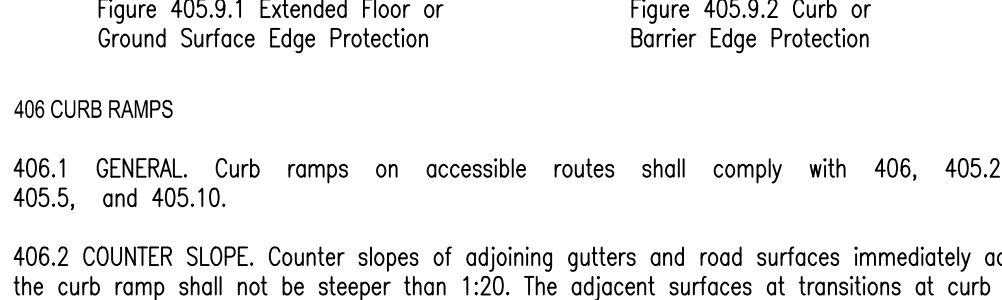 Figure 405.9.1 Extended Floor or
Ground Surface Edge Protection
Figure 405.9.2 Curb or
Barrier Edge Protection
406 CURB RAMPS
406.1 GENERAL. Curb ramps on accessible routes shall comply with 406, 405.2
405.5, and 405.10.
406.2 COUNTER SLOPE. Counter slopes of adjoining gutters and road surfaces immediately
the curb ramp shall not be steeper than 1:20. The adjacent surfaces at transitions at curb